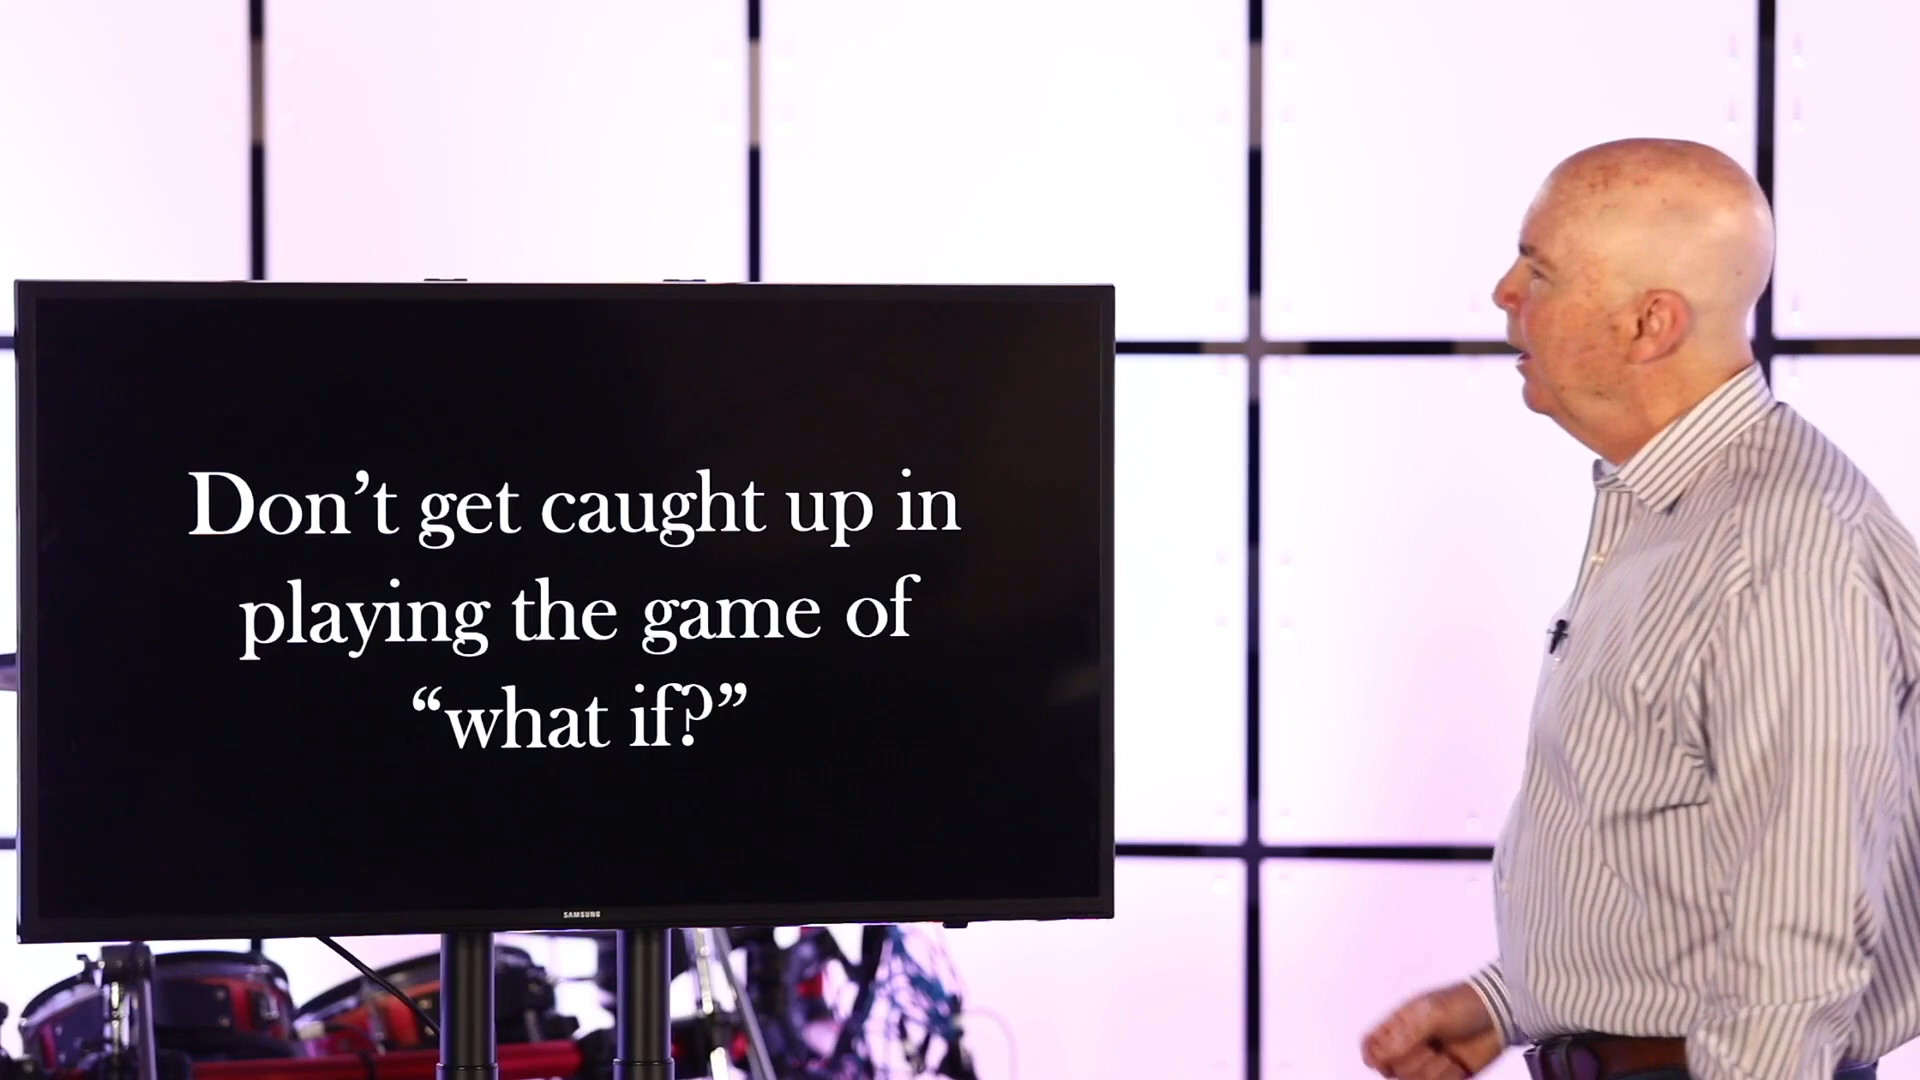 Don’t get caught up in
playing the game of
“what if?”
SAMSUNG